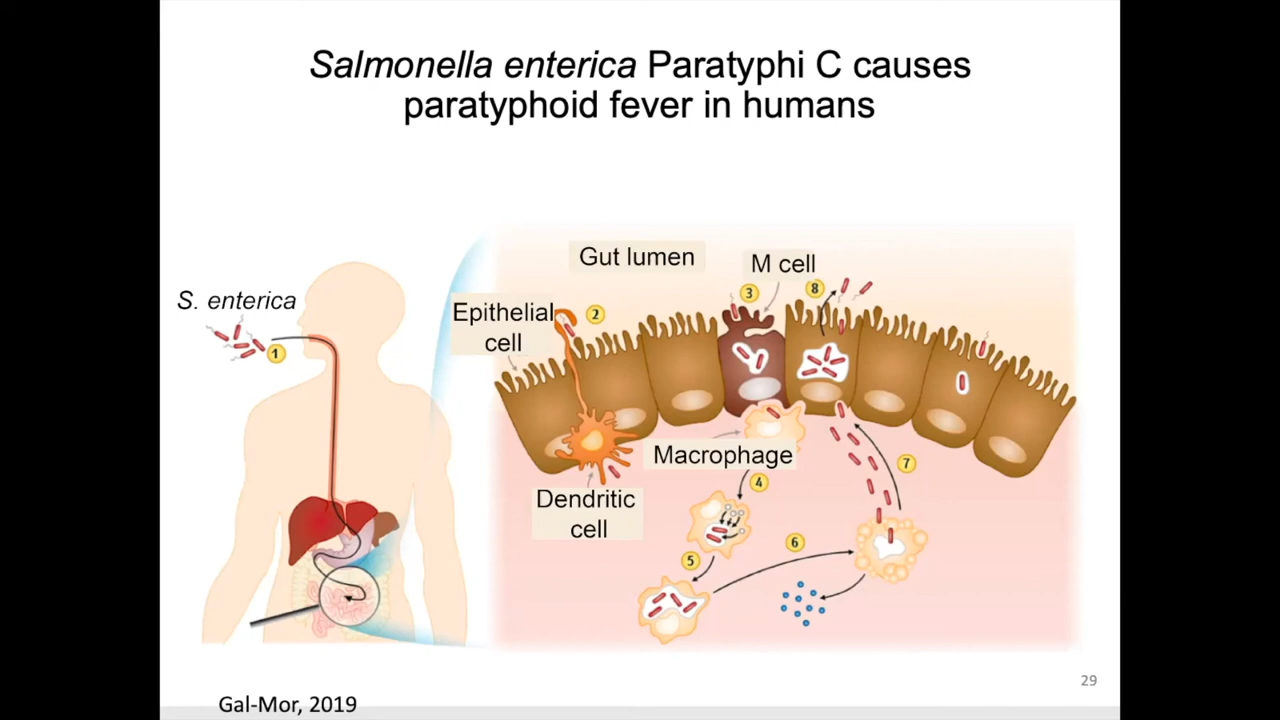 Salmonella enterica Paratyphi C causes
paratyphoid fever in humans
Gut lumen
M cell
3
8
S. enterica
1
Epithelial
cell
2
Macrophage
4
7
Dendritic
cell
5
6
29
Gal-Mor, 2019